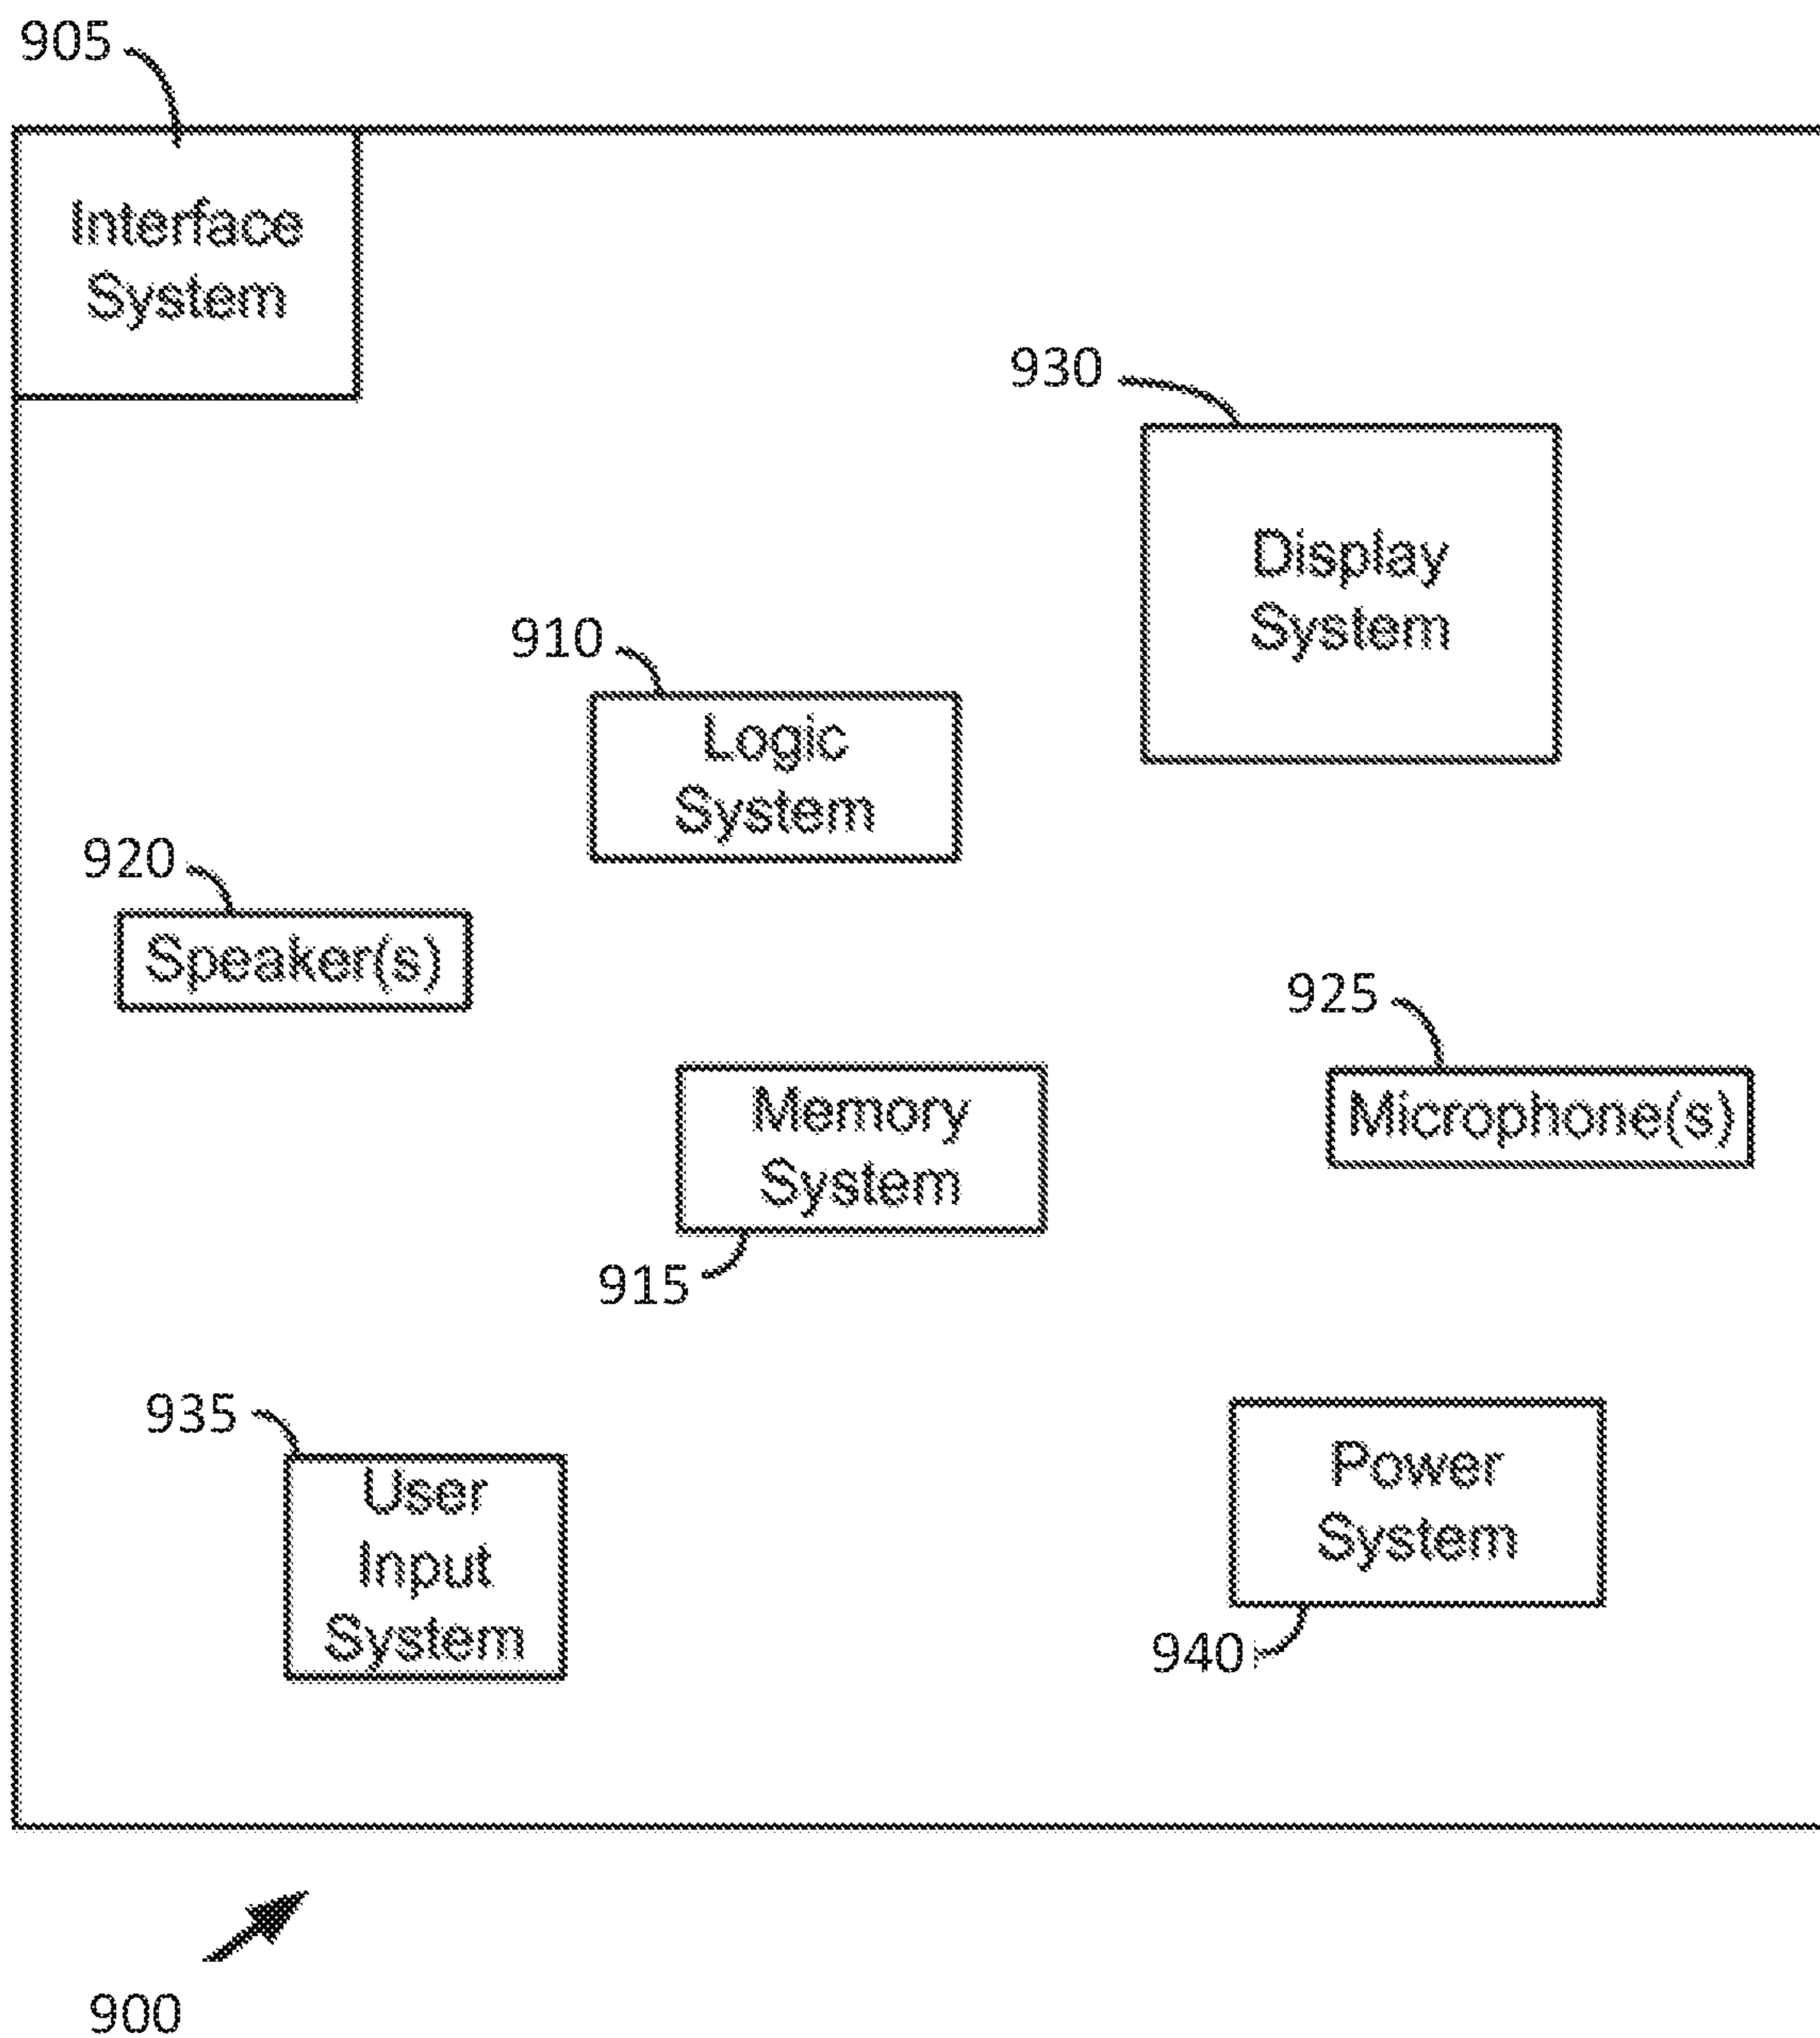 905
Interface
System
930
Display
System
910
Logic
System
920
Speaker(s)
925
Microphone(s)
Memory
System
915
935
User
Input
System
Power
System
940
900